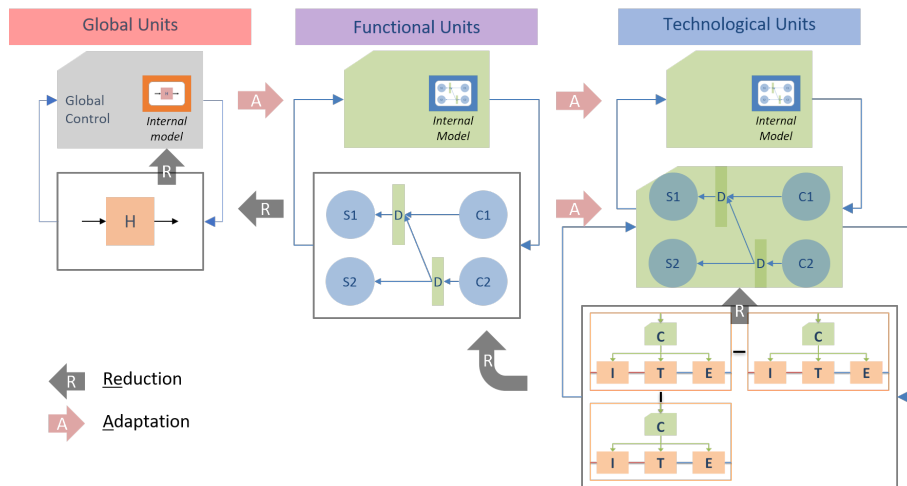 Global Units
Functional Units
Technological Units
Global
Control
Internal
model
R
H
A
Internal
Model
R
S1
D
C1
S2
D
C2
R
A
Internal
Model
A
S1
D
C1
S2
D
C2
R
C
I
T
E
C
I
T
E
C
I
T
E
R
Reduction
A
Adaptation